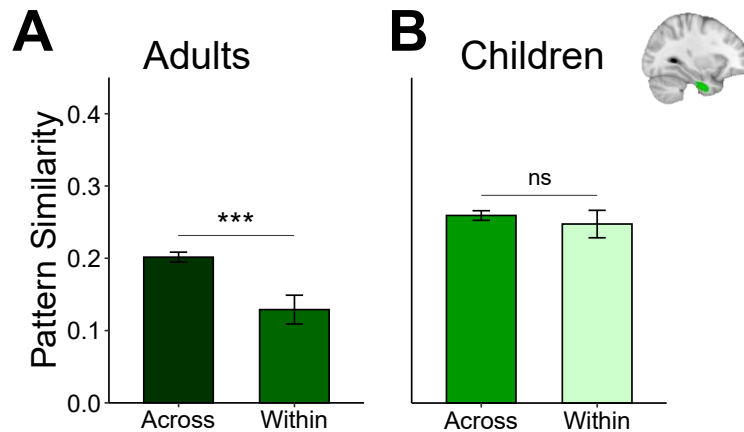 A
Adults
Pattern Similarity
0.4
0.3
0.2
0.1
0.0
***
Across
Within
B
Children
ns
Across
Within